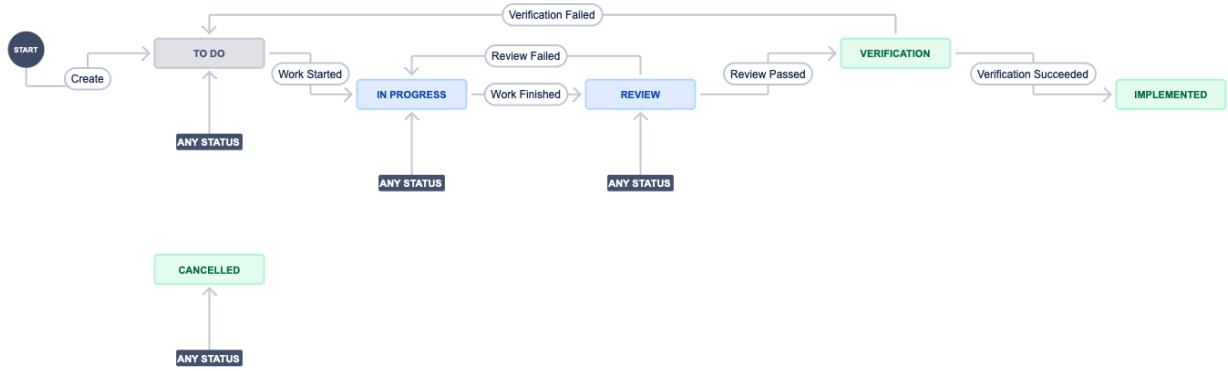 Verification Failed
START
TO DO
Review Failed
VERIFICATION
Create
Work Started
Review Passed
Verification Succeeded
IN PROGRESS
Work Finished
REVIEW
IMPLEMENTED
ANY STATUS
ANY STATUS
ANY STATUS
CANCELLED
ANY STATUS